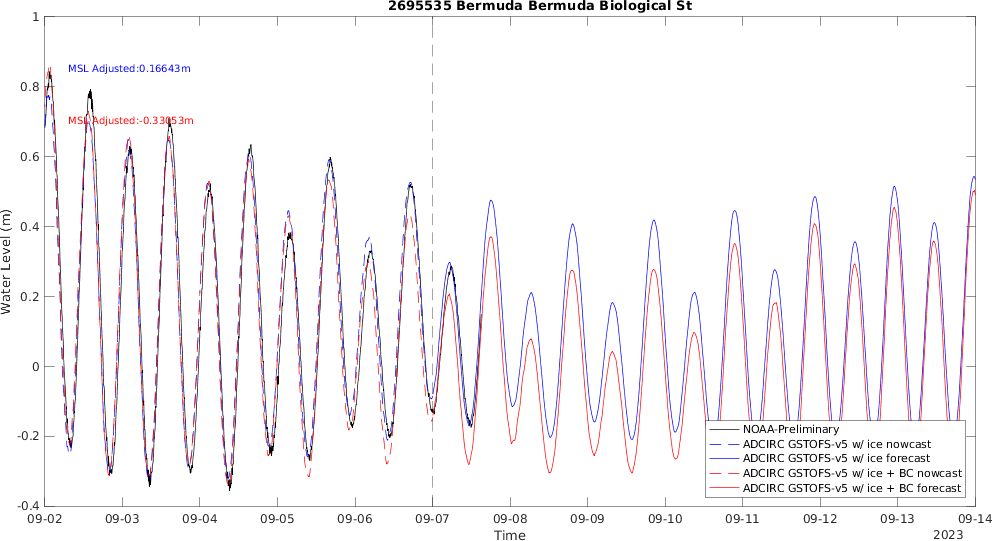 2695535 Bermuda Bermuda Biological St
1
0.8
0.6
0.4
0.2
0
-0.2
-0.4
Water Level (m)
MSL Adjusted:0.16643m
MSL Adjusted:-0.33053m
NOAA-Preliminary
ADCIRC GSTOFS-v5 w/ ice nowcast
ADCIRC GSTOFS-v5 w/ ice forecast
ADCIRC GSTOFS-v5 w/ ice + BC nowcast
ADCIRC GSTOFS-v5 w/ ice + BC forecast
09-02 09-03 09-04 09-05 09-06 09-07 09-08 09-09 09-10 09-11 09-12 09-13 09-14
Time
2023